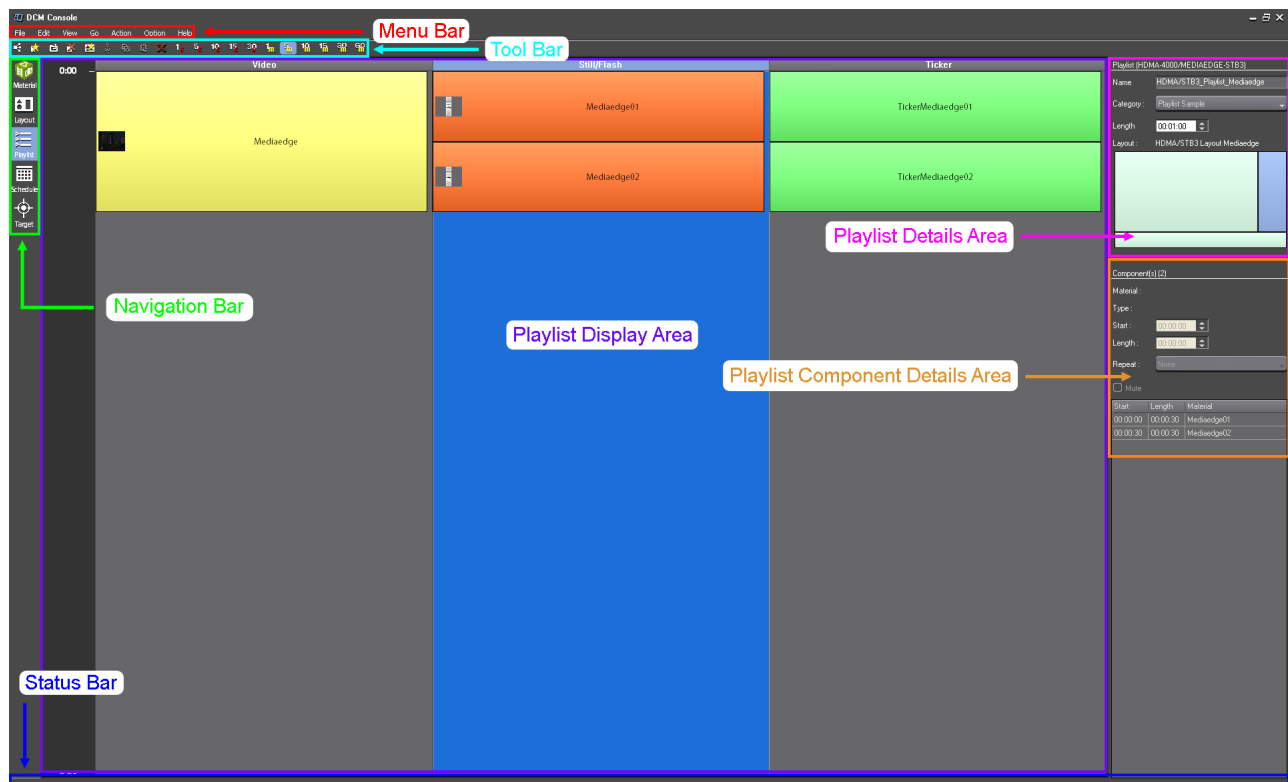 DCM Console
File Edit View Go Action Option Help
Menu Bar
Tool Bar
Material
Layout
Playlist
Schedule
Target
0:00
Video
Still/Flash
Ticker
Mediaedge
Mediaedge01
Mediaedge02
TickerMediaedge01
TickerMediaedge02
Navigation Bar
Playlist Display Area
Playlist Details Area
Playlist Component Details Area
Status Bar
Playlist (HDMA-4000/MEDIAEDGE-STB3)
Name HDMA/STB3_Playlist_Mediaedge
Category : Playlist Sample
Length 00:01:00
Layout : HDMA/STB3 Layout Mediaedge
Component(s) (2)
Material :
Type :
Start : 00:00:00
Length : 00:00:00
Repeat : None
Mute
Start Length Material
00:00:00 00:00:30 Mediaedge01
00:00:30 00:00:30 Mediaedge02